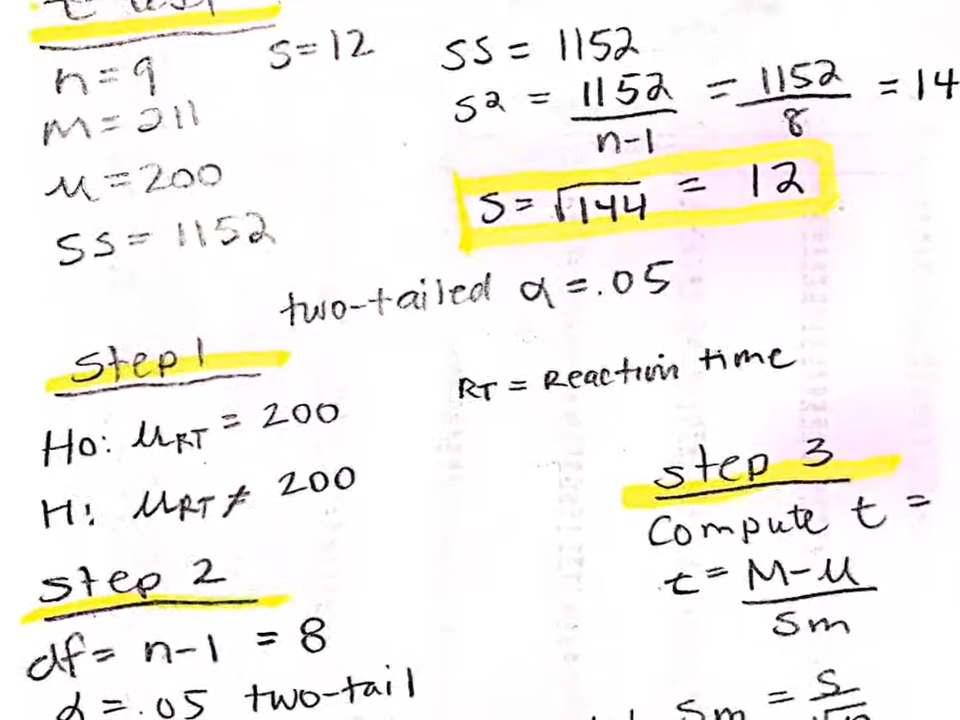 t test
n = 9
S = 12
M = 211
μ = 200
SS = 1152
SS = 1152
S² = 1152 / n-1 = 1152 / 8 = 14
S = √144 = 12
two-tailed α = .05
Step 1
RT = Reaction time
Ho: μRT = 200
H: μRT ≠ 200
step 2
df = n-1 = 8
α = .05 two-tail
step 3
Compute t =
t = M-μ / Sm
Sm = S / √n